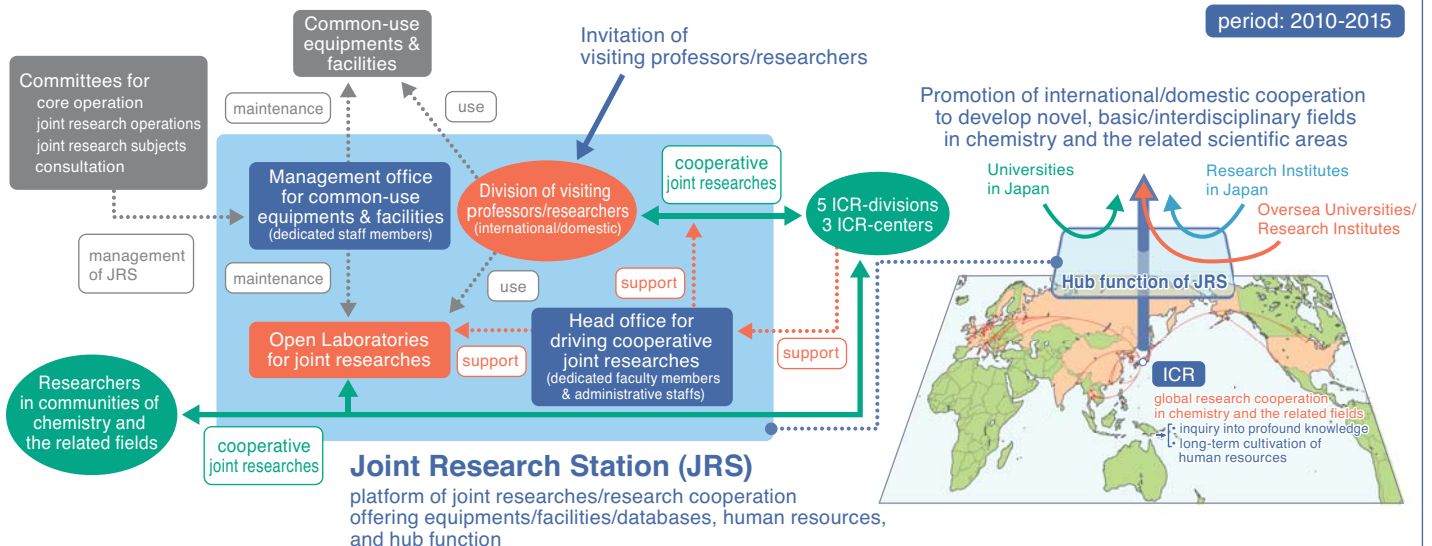 period: 2010-2015
Common-use
equipments &
facilities
Invitation of
visiting professors/researchers
Committees for
core operation
joint research operations
joint research subjects
consultation
maintenance
use
Management office
for common-use
equipments & facilities
(dedicated staff members)
Division of visiting
professors/researchers
(international/domestic)
cooperative
joint researches
5 ICR-divisions
3 ICR-centers
management
of JRS
maintenance
use
support
Open Laboratories
for joint researches
support
Head office for
driving cooperative
joint researches
(dedicated faculty members
& administrative staffs)
support
Researchers
in communities of
chemistry and
the related fields
cooperative
joint researches
Joint Research Station (JRS)
platform of joint researches/research cooperation
offering equipments/facilities/databases, human resources,
and hub function
Promotion of international/domestic cooperation
to develop novel, basic/interdisciplinary fields
in chemistry and the related scientific areas
Universities
in Japan
Research Institutes
in Japan
Oversea Universities/
Research Institutes
Hub function of JRS
ICR
global research cooperation
in chemistry and the related fields
inquiry into profound knowledge
long-term cultivation of
human resources